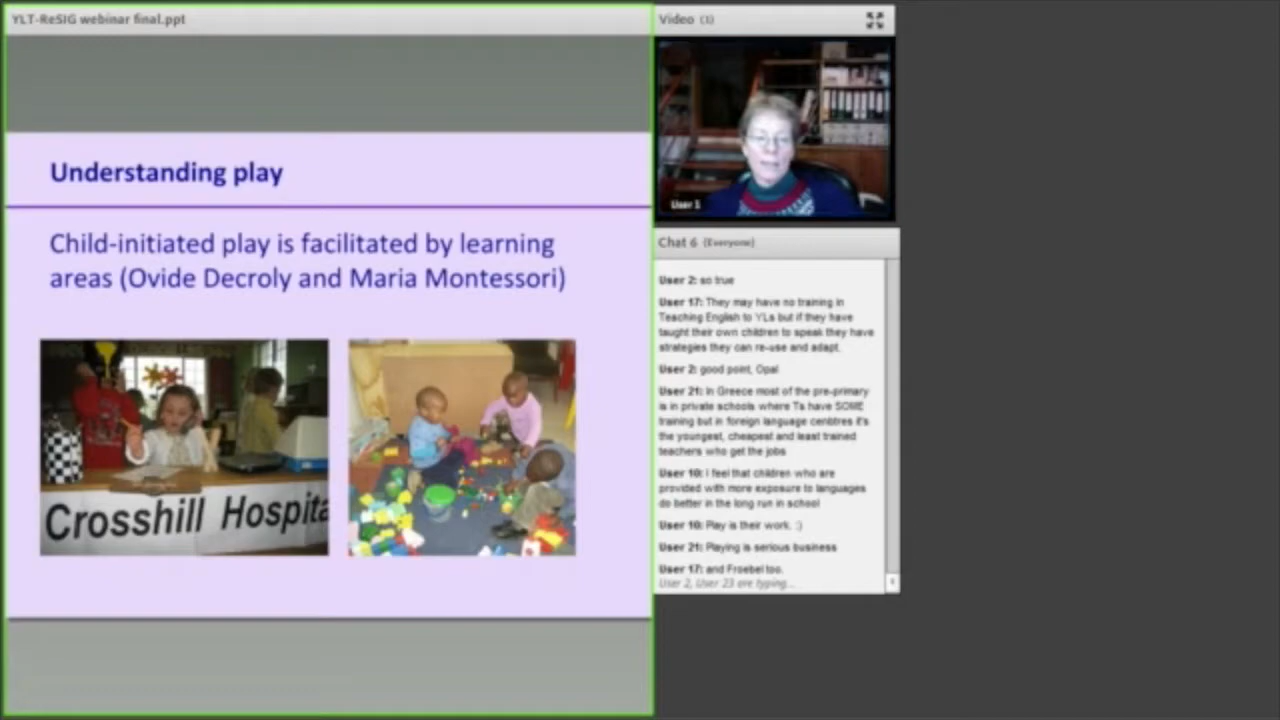 YLT-ReSIG webinar final.ppt
Understanding play
Child-initiated play is facilitated by learning
areas (Ovide Decroly and Maria Montessori)
Crosshill Hospita
Video (1)
User 1
Chat 6 (Everyone)
User 2: so true
User 17: They may have no training in
Teaching English to YLs but if they have
taught their own children to speak they have
strategies they can re-use and adapt.
User 2: good point, Opal
User 21: In Greece most of the pre-primary
is in private schools where Ts have SOME
training but in foreign language cenbtres it's
the youngest, cheapest and least trained
teachers who get the jobs
User 10: i feel that children who are
provided with more exposure to languages
do better in the long run in school
User 10: Play is their work. :)
User 21: Playing is serious business
User 17: and Froebel too.
User 2, User 23 are typing...